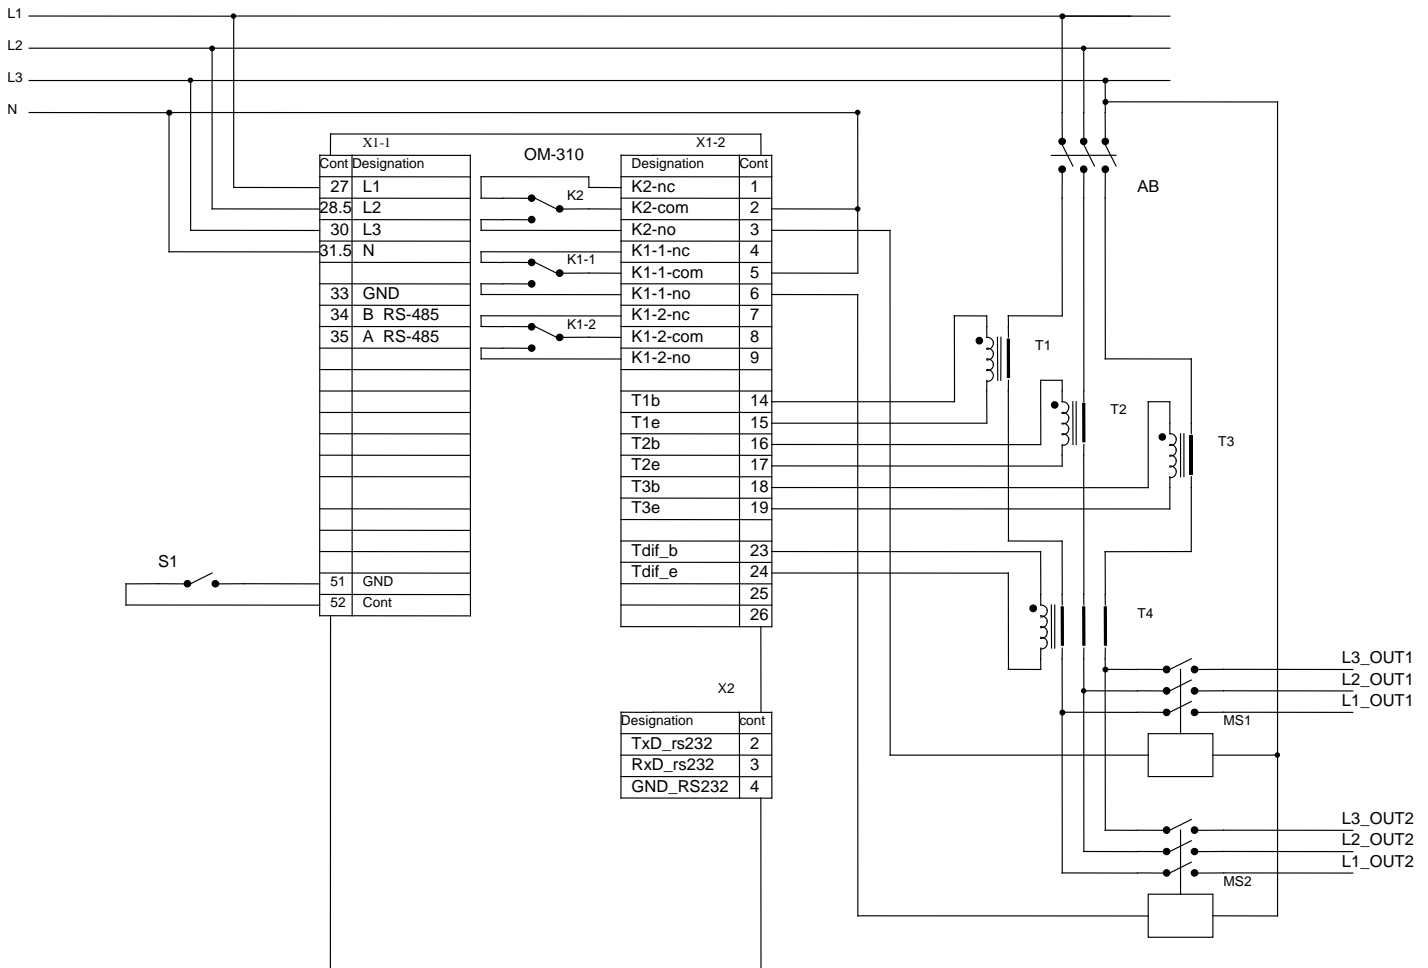 L1
L2
L3
N
X1-1
Cont Designation
27 L1
28.5 L2
30 L3
31.5 N
33 GND
34 B RS-485
35 A RS-485
51 GND
52 Cont
S1
OM-310
K2
K1-1
K1-2
X1-2
Designation Cont
K2-nc 1
K2-com 2
K2-no 3
K1-1-nc 4
K1-1-com 5
K1-1-no 6
K1-2-nc 7
K1-2-com 8
K1-2-no 9
T1b 14
T1e 15
T2b 16
T2e 17
T3b 18
T3e 19
Tdif_b 23
Tdif_e 24
25
26
X2
Designation cont
TxD_rs232 2
RxD_rs232 3
GND_RS232 4
AB
T1
T2
T3
T4
L3_OUT1
L2_OUT1
L1_OUT1
MS1
L3_OUT2
L2_OUT2
L1_OUT2
MS2